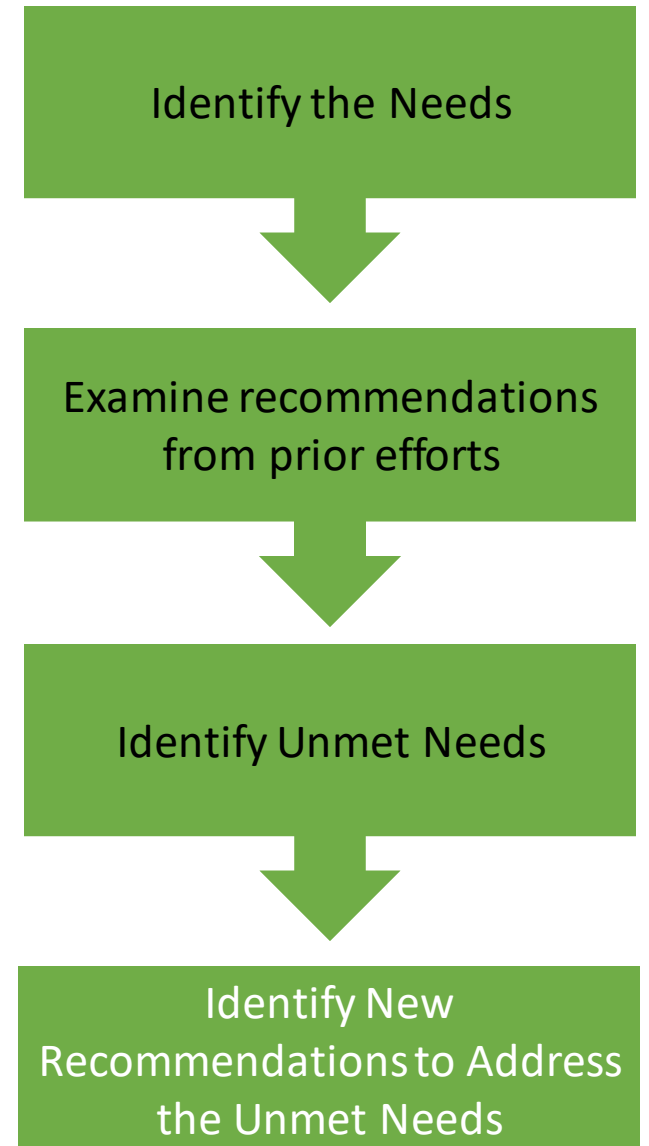 Identify the Needs
Examine recommendations
from prior efforts
Identify Unmet Needs
Identify New
Recommendations to Address
the Unmet Needs